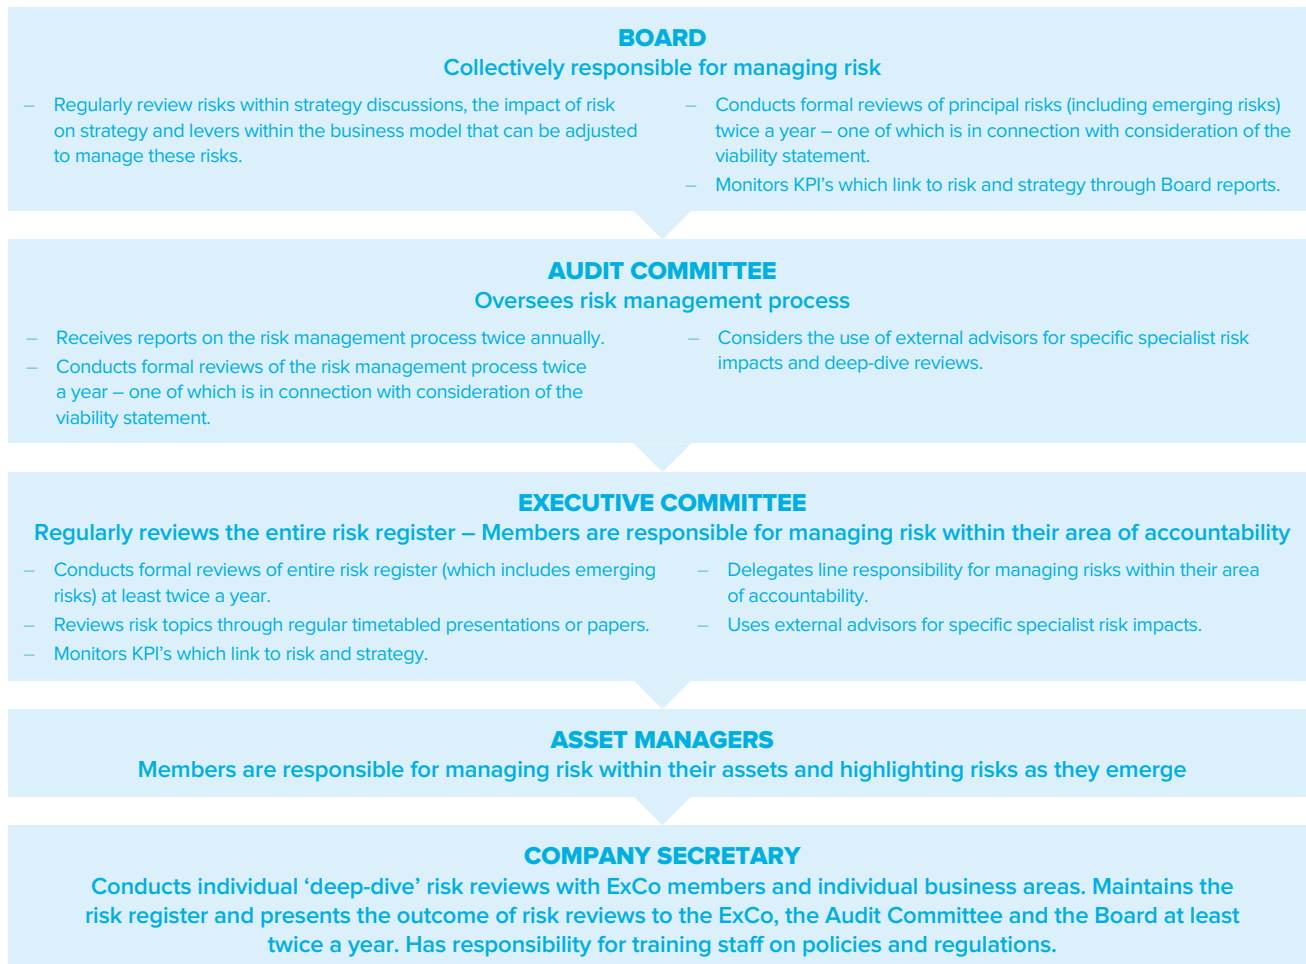 BOARD
Collectively responsible for managing risk
– Regularly review risks within strategy discussions, the impact of risk
on strategy and levers within the business model that can be adjusted
to manage these risks.
– Conducts formal reviews of principal risks (including emerging risks)
twice a year – one of which is in connection with consideration of the
viability statement.
– Monitors KPI's which link to risk and strategy through Board reports.
AUDIT COMMITTEE
Oversees risk management process
– Receives reports on the risk management process twice annually.
– Conducts formal reviews of the risk management process twice
a year – one of which is in connection with consideration of the
viability statement.
– Considers the use of external advisors for specific specialist risk
impacts and deep-dive reviews.
EXECUTIVE COMMITTEE
Regularly reviews the entire risk register – Members are responsible for managing risk within their area of accountability
– Conducts formal reviews of entire risk register (which includes emerging
risks) at least twice a year.
– Reviews risk topics through regular timetabled presentations or papers.
– Monitors KPI's which link to risk and strategy.
– Delegates line responsibility for managing risks within their area
of accountability.
– Uses external advisors for specific specialist risk impacts.
ASSET MANAGERS
Members are responsible for managing risk within their assets and highlighting risks as they emerge
COMPANY SECRETARY
Conducts individual ‘deep-dive’ risk reviews with ExCo members and individual business areas. Maintains the
risk register and presents the outcome of risk reviews to the ExCo, the Audit Committee and the Board at least
twice a year. Has responsibility for training staff on policies and regulations.